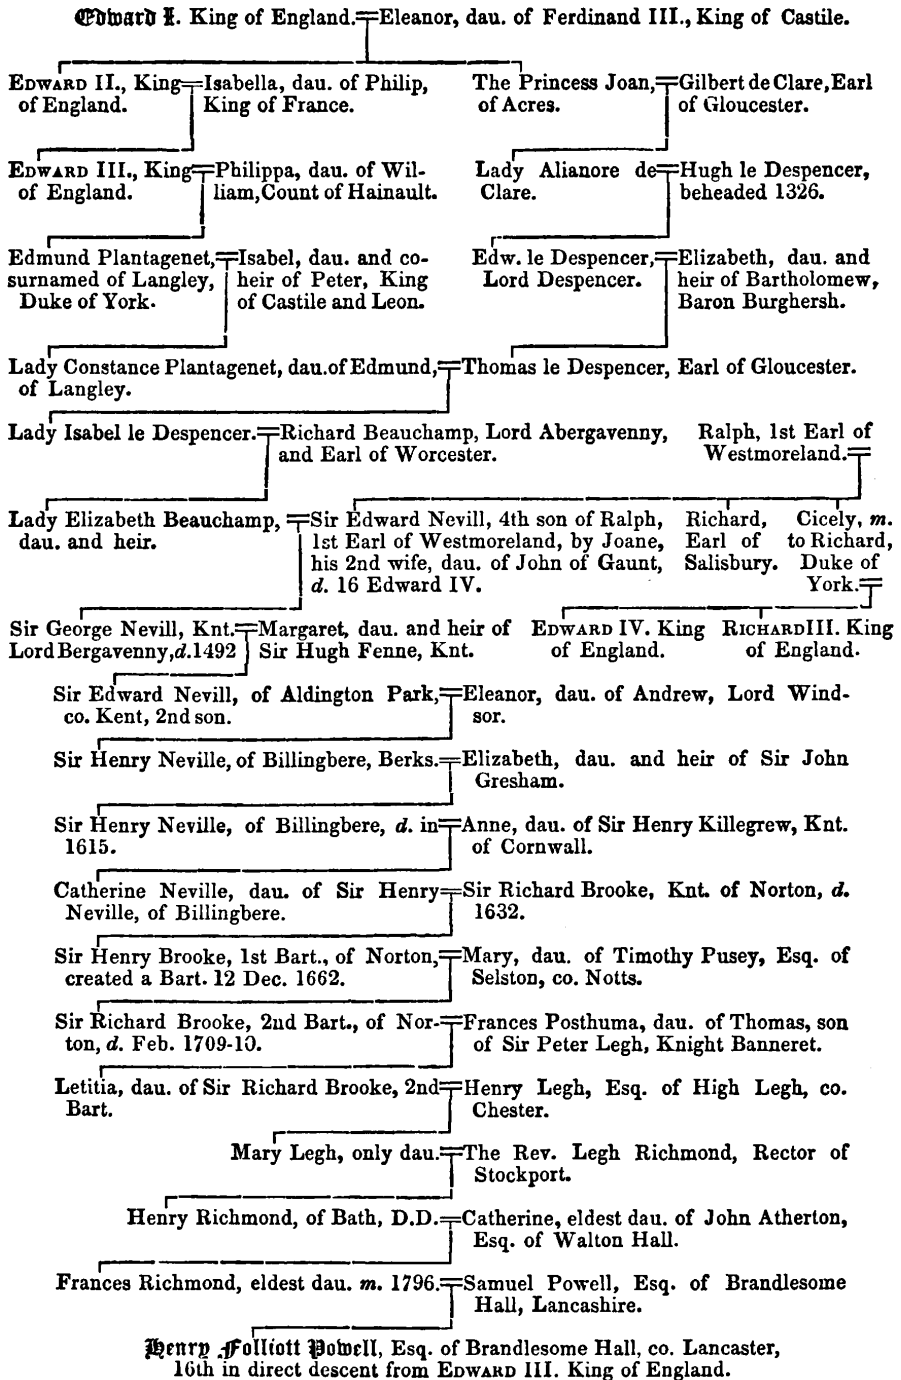 Edward I. King of England.=Eleanor, dau. of Ferdinand III., King of Castile.
EDWARD II., King=Isabella, dau. of Philip,
of England. King of France.
The Princess Joan,=Gilbert de Clare, Earl
of Acres. of Gloucester.
EDWARD III., King=Philippa, dau. of Wil-
of England. liam, Count of Hainault.
Lady Alianore de=Hugh le Despencer,
Clare. beheaded 1326.
Edmund Plantagenet,=Isabel, dau. and co-
surnamed of Langley, heir of Peter, King
Duke of York. of Castile and Leon.
Edw. le Despencer,=Elizabeth, dau. and
Lord Despencer. heir of Bartholomew,
Baron Burghersh.
Lady Constance Plantagenet, dau. of Edmund,=Thomas le Despencer, Earl of Gloucester.
of Langley.
Lady Isabel le Despencer.=Richard Beauchamp, Lord Abergavenny,
and Earl of Worcester.
Ralph, 1st Earl of
Westmoreland.=
Lady Elizabeth Beauchamp,=Sir Edward Nevill, 4th son of Ralph,
dau. and heir. 1st Earl of Westmoreland, by Joane,
his 2nd wife, dau. of John of Gaunt,
d. 16 Edward IV.
Richard,
Earl of
Salisbury.
Cicely, m.
to Richard,
Duke of
York.=
Sir George Nevill, Knt.=Margaret, dau. and heir of
Lord Bergavenny, d. 1492 Sir Hugh Fenne, Knt.
EDWARD IV. King
of England.
RICHARD III. King
of England.
Sir Edward Nevill, of Aldington Park,=Eleanor, dau. of Andrew, Lord Wind-
co. Kent, 2nd son. sor.
Sir Henry Neville, of Billingbere, Berks.=Elizabeth, dau. and heir of Sir John
Gresham.
Sir Henry Neville, of Billingbere, d. in=Anne, dau. of Sir Henry Killegrew, Knt.
1615. of Cornwall.
Catherine Neville, dau. of Sir Henry=Sir Richard Brooke, Knt. of Norton, d.
Neville, of Billingbere. 1632.
Sir Henry Brooke, 1st Bart., of Norton,=Mary, dau. of Timothy Pusey, Esq. of
created a Bart. 12 Dec. 1662. Selston, co. Notts.
Sir Richard Brooke, 2nd Bart., of Nor-=Frances Posthuma, dau. of Thomas, son
ton, d. Feb. 1709-10. of Sir Peter Legh, Knight Banneret.
Letitia, dau. of Sir Richard Brooke, 2nd=Henry Legh, Esq. of High Legh, co.
Bart. Chester.
Mary Legh, only dau.=The Rev. Legh Richmond, Rector of
Stockport.
Henry Richmond, of Bath, D.D.=Catherine, eldest dau. of John Atherton,
Esq. of Walton Hall.
Frances Richmond, eldest dau. m. 1796.=Samuel Powell, Esq. of Brandlesome
Hall, Lancashire.
Henry Folliott Powell, Esq. of Brandlesome Hall, co. Lancaster,
16th in direct descent from EDWARD III. King of England.